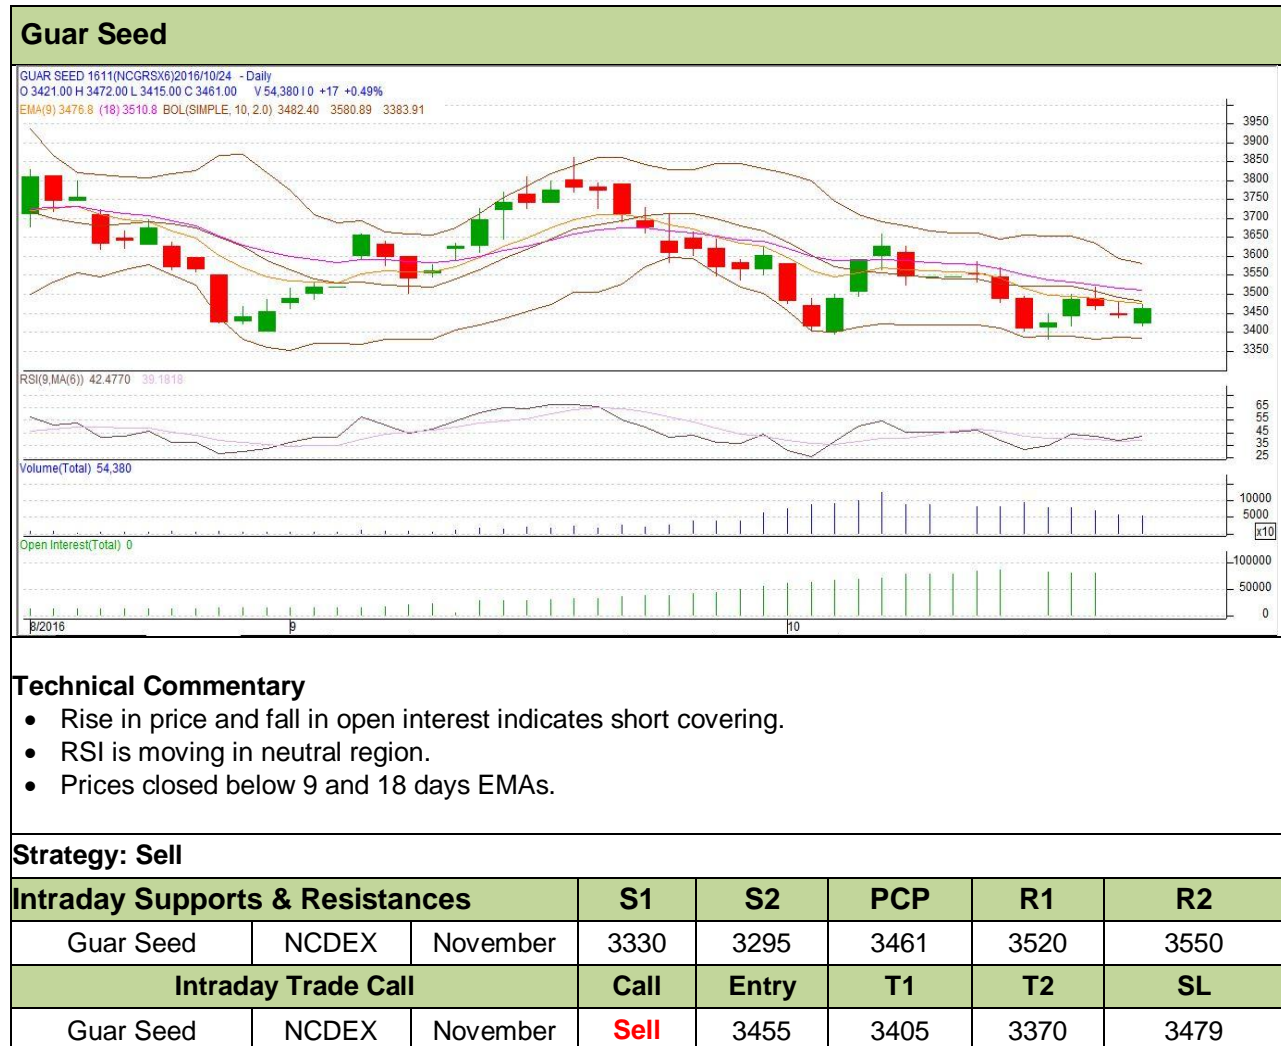 Guar Seed
GUAR SEED 1611(NCGRSX6)2016/10/24 - Daily
O 3421.00 H 3472.00 L 3415.00 C 3461.00 V 54,380 I 0 +17 +0.49%
EMA(9) 3476.8 (18) 3510.8 BOL(SIMPLE, 10, 2.0) 3482.40 3580.89 3383.91
3950
3900
3850
3800
3750
3700
3650
3600
3550
3500
3450
3400
3350
RSI(9,MA(6)) 42.4770 39.1818
65
55
45
35
25
Volume(Total) 54,380
10000
5000
x10
Open Interest(Total) 0
100000
50000
0
8/2016 9 10
Technical Commentary
• Rise in price and fall in open interest indicates short covering.
• RSI is moving in neutral region.
• Prices closed below 9 and 18 days EMAs.
Strategy: Sell
Intraday Supports & Resistances S1 S2 PCP R1 R2
Guar Seed NCDEX November 3330 3295 3461 3520 3550
Intraday Trade Call Call Entry T1 T2 SL
Guar Seed NCDEX November Sell 3455 3405 3370 3479